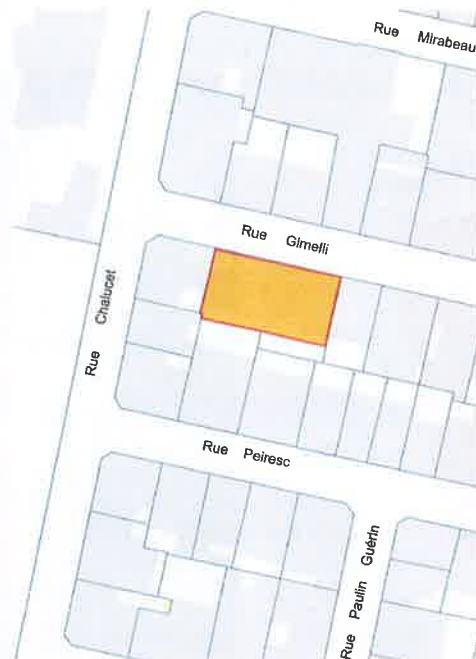 Rue Mirabeau
Rue Gimelli
Rue Chalucet
Rue Peiresc
Rue Paulin Guérin